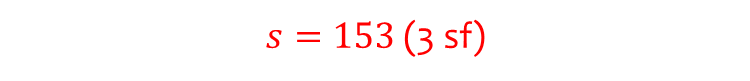 s = 153 (3 sf)